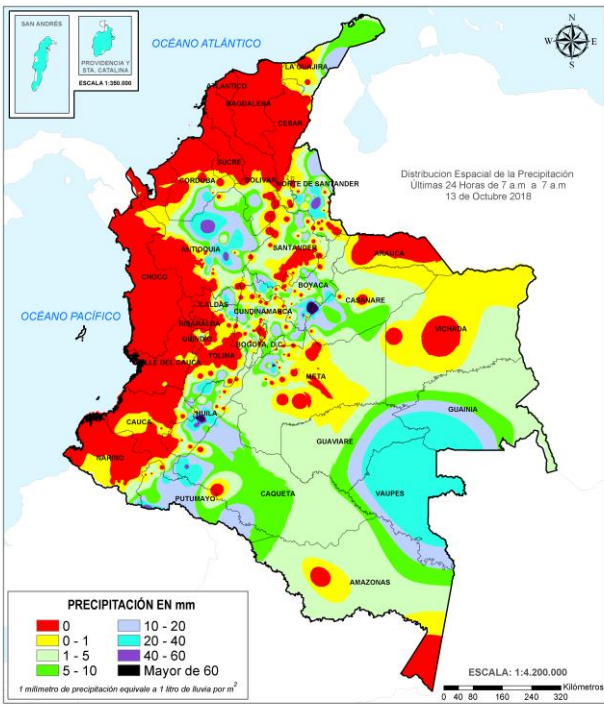 SAN ANDRÉS
PROVIDENCIA Y
STA. CATALINA
ESCALA 1:350.000
OCÉANO ATLÁNTICO
N
W E
S
LA GUAJIRA
ATLANTICO
MAGDALENA
CESAR
SUCRE
CORDOBA
BOLIVAR
NORTE DE SANTANDER
Distribucion Espacial de la Precipitación
Últimas 24 Horas de 7 a.m a 7 a.m
13 de Octubre 2018
ANTIOQUIA
SANTANDER
ARAUCA
CHOCO
BOYACA
CASANARE
CALDAS
CUNDINAMARCA
OCÉANO PACÍFICO
RISARALDA
VICHADA
QUINDIO
BOGOTA, D.C.
TOLIMA
VALLE DEL CAUCA
META
HUILA
GUAINIA
CAUCA
GUAVIARE
NARIÑO
CAQUETA
VAUPES
PUTUMAYO
AMAZONAS
PRECIPITACIÓN EN mm
0 10 - 20
0 - 1 20 - 40
1 - 5 40 - 60
5 - 10 Mayor de 60
1 milímetro de precipitación equivale a 1 litro de lluvia por m2
ESCALA: 1:4.200.000
Kilómetros
0 40 80 160 240 320